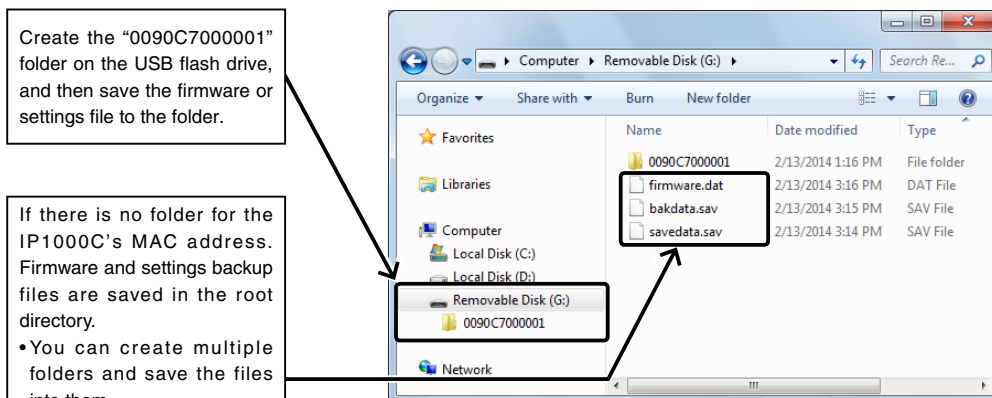 Create the “0090C7000001”
folder on the USB flash drive,
and then save the firmware or
settings file to the folder.
If there is no folder for the
IP1000C’s MAC address.
Firmware and settings backup
files are saved in the root
directory.
•You can create multiple
folders and save the files
into them
Computer Removable Disk (G:) Search Re...
Organize Share with Burn New folder
Favorites
Libraries
Computer
Local Disk (C:)
Local Disk (D:)
Removable Disk (G:)
0090C7000001
Network
Name Date modified Type
0090C7000001 2/13/2014 1:16 PM File folder
firmware.dat 2/13/2014 3:16 PM DAT File
bakdata.sav 2/13/2014 3:15 PM SAV File
savedata.sav 2/13/2014 3:14 PM SAV File